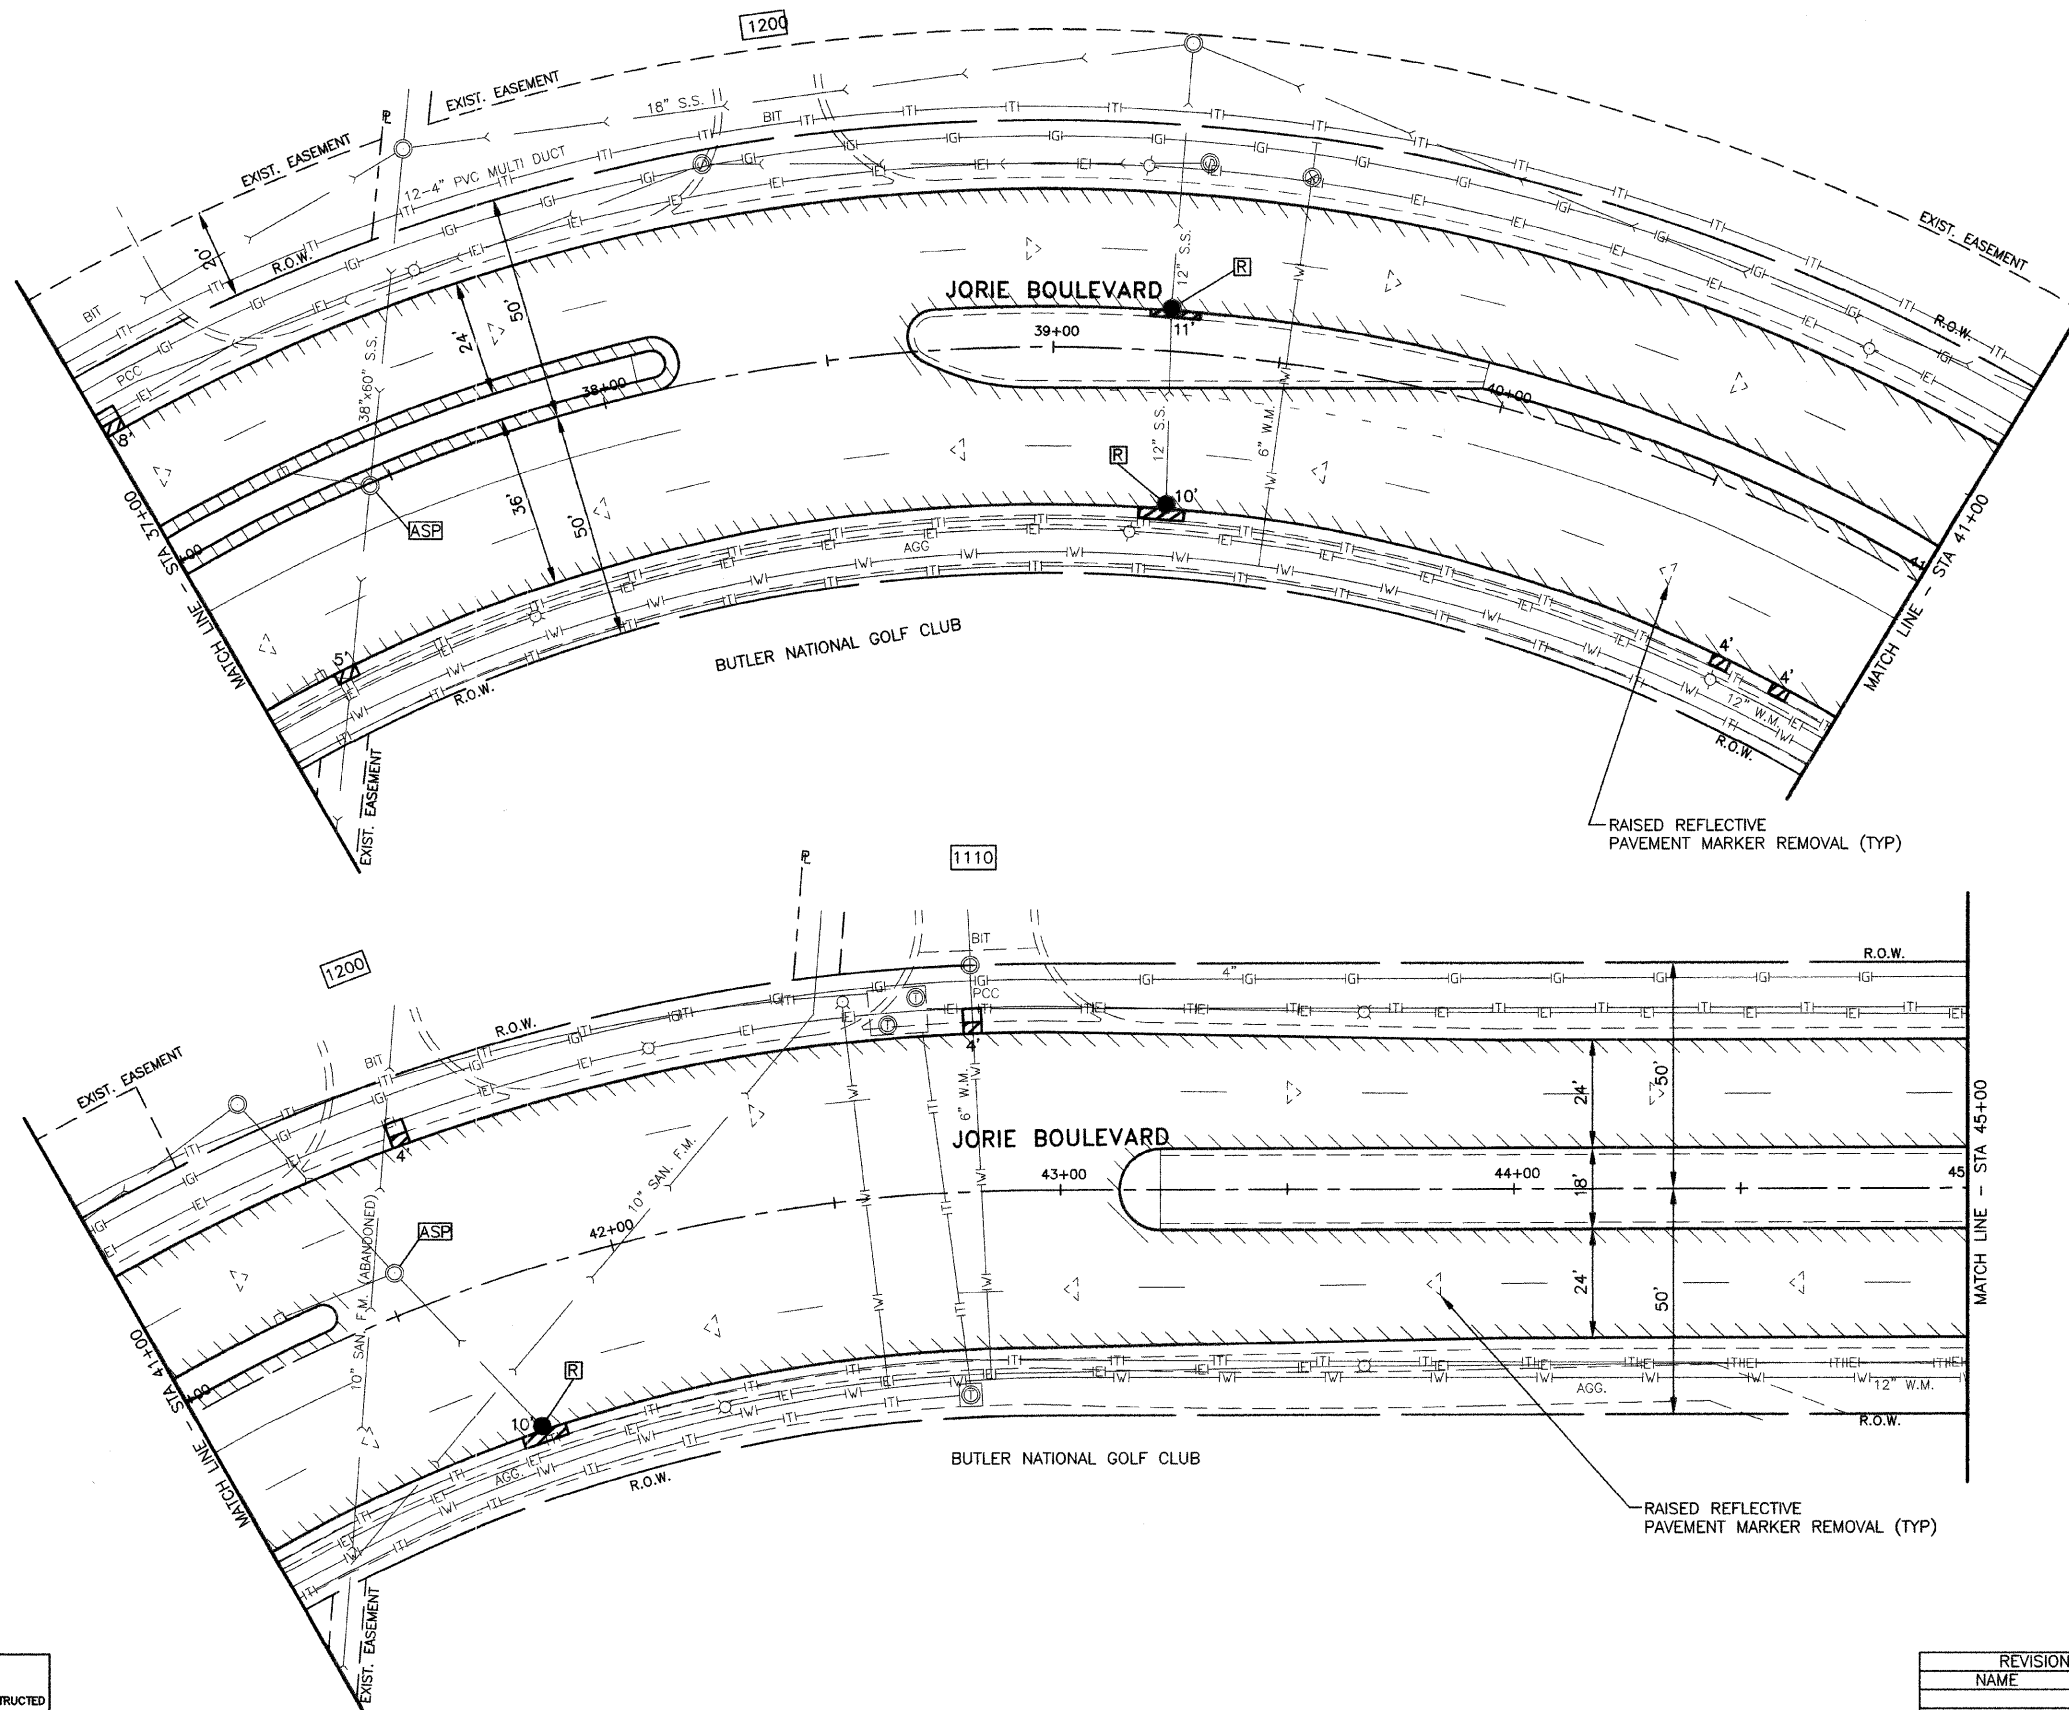 1200
EXIST. EASEMENT
EXIST. EASEMENT
EXIST. EASEMENT
18" S.S.
BIT
12-4" PVC MULTI DUCT
20'
R.O.W.
BIT
PCC
8'
24'
50'
38"x60" S.S.
JORIE BOULEVARD
R
12" S.S.
11'
39+00
38+00
40+00
R.O.W.
W
6" W.M.
12" S.S.
R
10'
ASP
36'
50'
MATCH LINE - STA 37+00
5'
AGG
BUTLER NATIONAL GOLF CLUB
R.O.W.
EXIST. EASEMENT
4'
4'
12" W.M.
R.O.W.
MATCH LINE - STA 41+00
RAISED REFLECTIVE
PAVEMENT MARKER REMOVAL (TYP)
1110
1200
BIT
R.O.W.
4"
PCC
R.O.W.
EXIST. EASEMENT
BIT
4'
4'
6" W.M.
10" SAN. F.M.
10" SAN. F.M. (ABANDONED)
JORIE BOULEVARD
ASP
42+00
43+00
44+00
45
24'
18'
24'
50'
50'
MATCH LINE - STA 45+00
MATCH LINE - STA 41+00
R
10'
AGG.
R.O.W.
AGG.
12" W.M.
R.O.W.
BUTLER NATIONAL GOLF CLUB
RAISED REFLECTIVE
PAVEMENT MARKER REMOVAL (TYP)
EXIST. EASEMENT
TRUCTED
REVISION
NAME